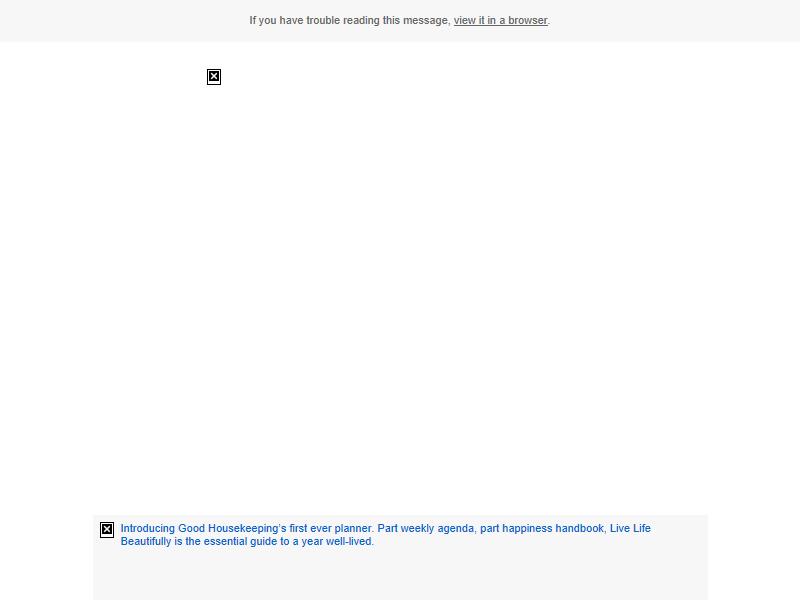 If you have trouble reading this message, view it in a browser.
Introducing Good Housekeeping's first ever planner. Part weekly agenda, part happiness handbook, Live Life
Beautifully is the essential guide to a year well-lived.